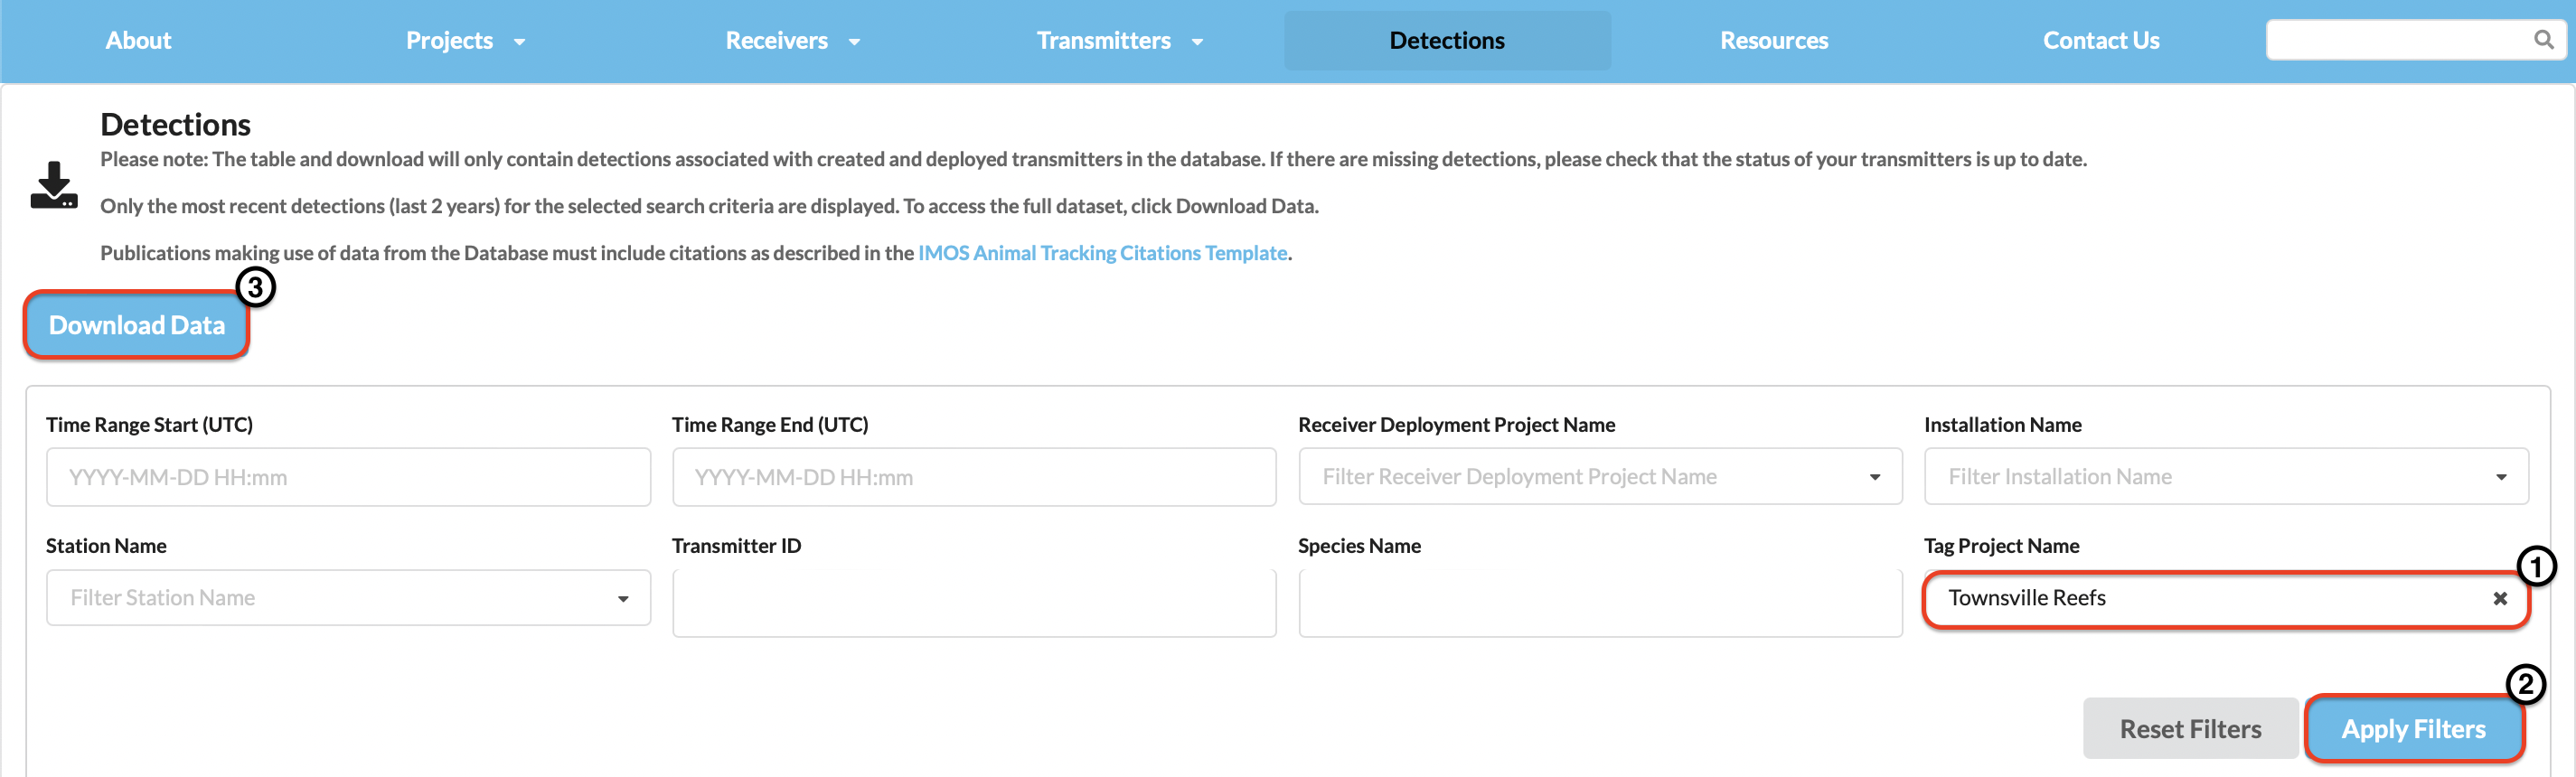 About Projects Receivers Transmitters Detections Resources Contact Us
Detections
Please note: The table and download will only contain detections associated with created and deployed transmitters in the database. If there are missing detections, please check that the status of your transmitters is up to date.
Only the most recent detections (last 2 years) for the selected search criteria are displayed. To access the full dataset, click Download Data.
Publications making use of data from the Database must include citations as described in the IMOS Animal Tracking Citations Template.
3
Download Data
Time Range Start (UTC) Time Range End (UTC) Receiver Deployment Project Name Installation Name
YYYY-MM-DD HH:mm YYYY-MM-DD HH:mm Filter Receiver Deployment Project Name Filter Installation Name
Station Name Transmitter ID Species Name Tag Project Name
1
Filter Station Name Townsville Reefs
2
Reset Filters Apply Filters